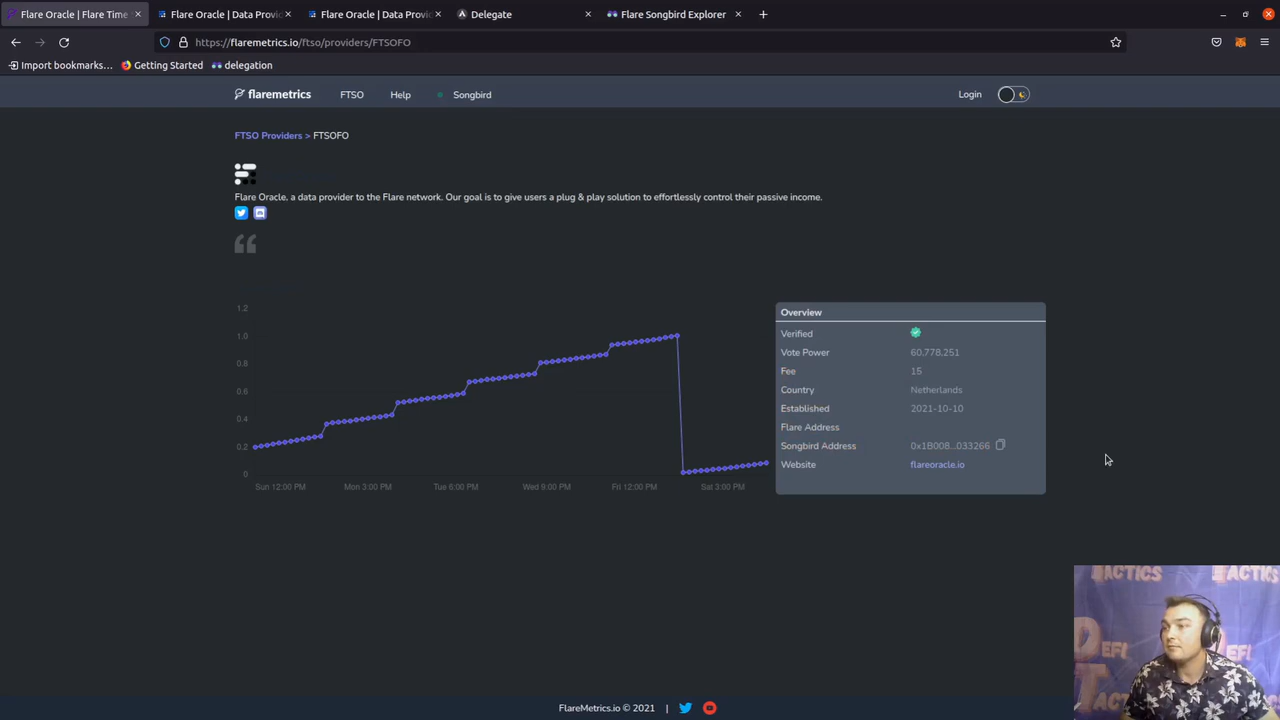 Flare Oracle | Flare Time
Flare Oracle | Data Provid
Flare Oracle | Data Provid
Delegate
Flare Songbird Explorer
https://flaremetrics.io/ftso/providers/FTSOFO
Import bookmarks...
Getting Started
delegation
flaremetrics
FTSO
Help
Songbird
Login
FTSO Providers > FTSOFO
Flare Oracle, a data provider to the Flare network. Our goal is to give users a plug & play solution to effortlessly control their passive income.
1.2
1.0
0.8
0.6
0.4
0.2
0
Sun 12:00 PM Mon 3:00 PM Tue 6:00 PM Wed 9:00 PM Fri 12:00 PM Sat 3:00 PM
Overview
Verified
Vote Power 60,778,251
Fee 15
Country Netherlands
Established 2021-10-10
Flare Address
Songbird Address 0x1B008...033266
Website flareoracle.io
TACTICS
DEFI
FlareMetrics.io © 2021 |